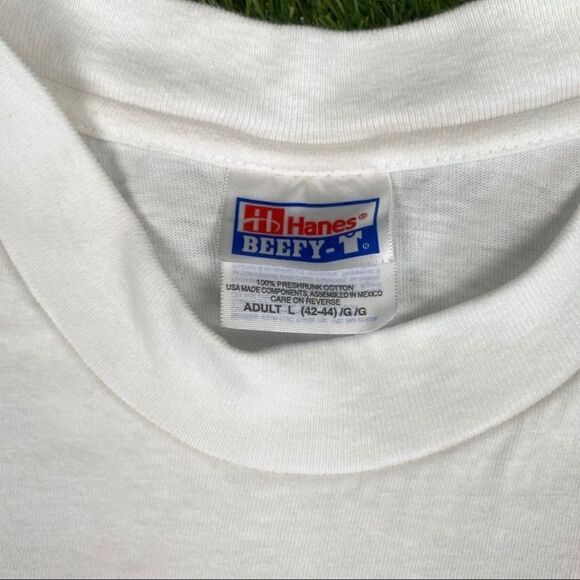 Hanes®
BEEFY-T®
100% PRESHRUNK COTTON
USA MADE COMPONENTS, ASSEMBLED IN MEXICO
CARE ON REVERSE
ADULT L (42-44) /G /G